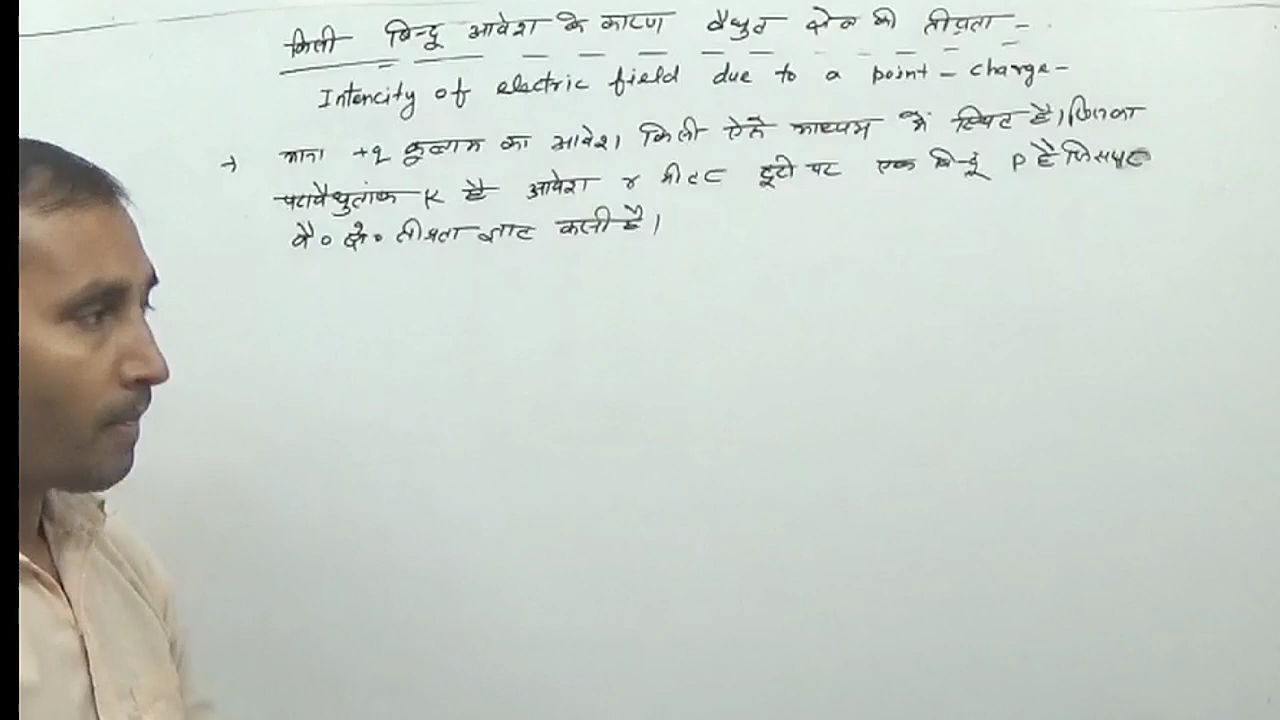 किसी बिन्दू आवेश के कारण वैधुत क्षेत्र की तीव्रता -
Intencity of electric field due to a point - charge -
→ माना +q कूलाम का आवेश किसी ऐसे माध्यम में स्थित है। जिसका
परावैधुतांक K है आवेश r मीटर दूरी पर एक बिन्दू P है जिसपर
वै० क्षे० तीव्रता ज्ञात करनी है।